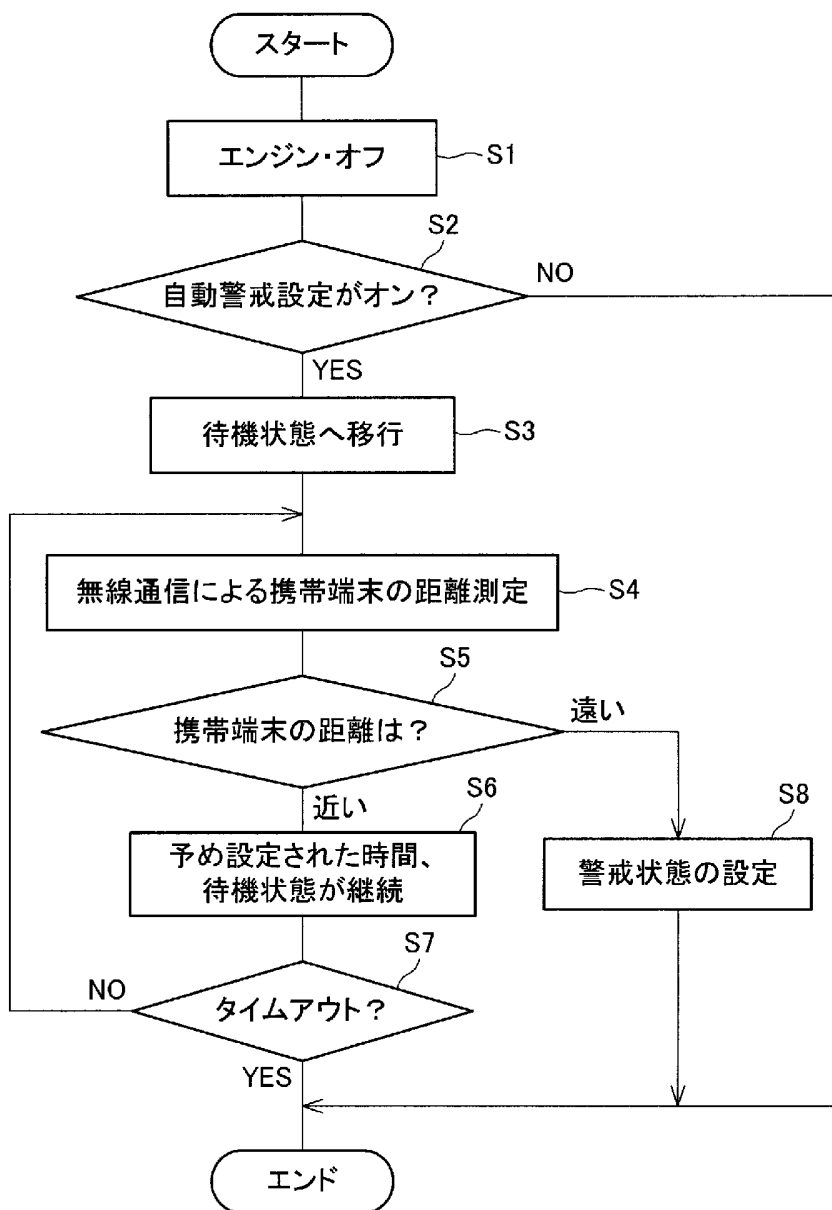 スタート
エンジン・オフ
S1
S2
自動警戒設定がオン？
NO
YES
待機状態へ移行
S3
無線通信による携帯端末の距離測定
S4
S5
携帯端末の距離は？
遠い
近い
S6
予め設定された時間、
待機状態が継続
S8
警戒状態の設定
S7
タイムアウト？
NO
YES
エンド